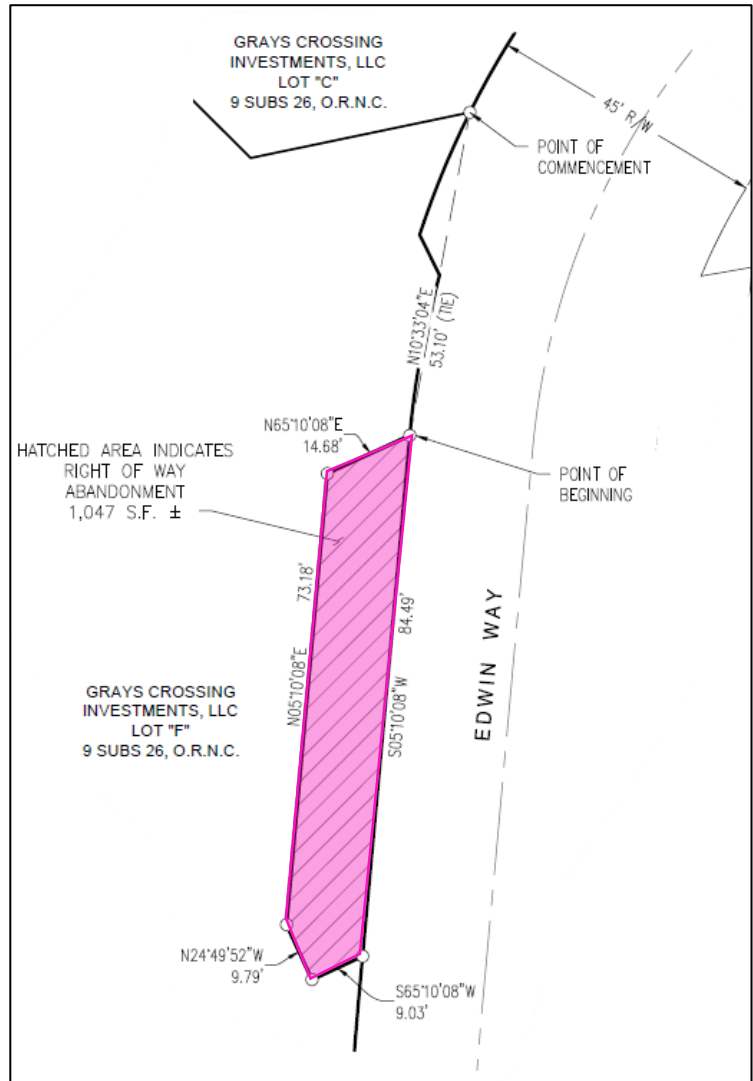 GRAYS CROSSING
INVESTMENTS, LLC
LOT "C"
9 SUBS 26, O.R.N.C.
45' R/W
POINT OF
COMMENCEMENT
N10°33'04"E
53.10' (TIE)
N65°10'08"E
14.68'
HATCHED AREA INDICATES
RIGHT OF WAY
ABANDONMENT
1,047 S.F. ±
POINT OF
BEGINNING
73.18'
N05°10'08"E
84.49'
S05°10'08"W
EDWIN WAY
GRAYS CROSSING
INVESTMENTS, LLC
LOT "F"
9 SUBS 26, O.R.N.C.
N24°49'52"W
9.79'
S65°10'08"W
9.03'